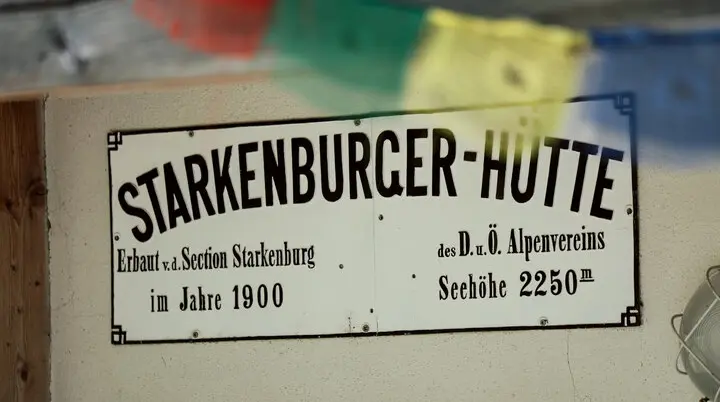 STARKENBURGER-HÜTTE
Erbaut v. d. Section Starkenburg des D. u. Ö. Alpenvereins
im Jahre 1900 Seehöhe 2250m